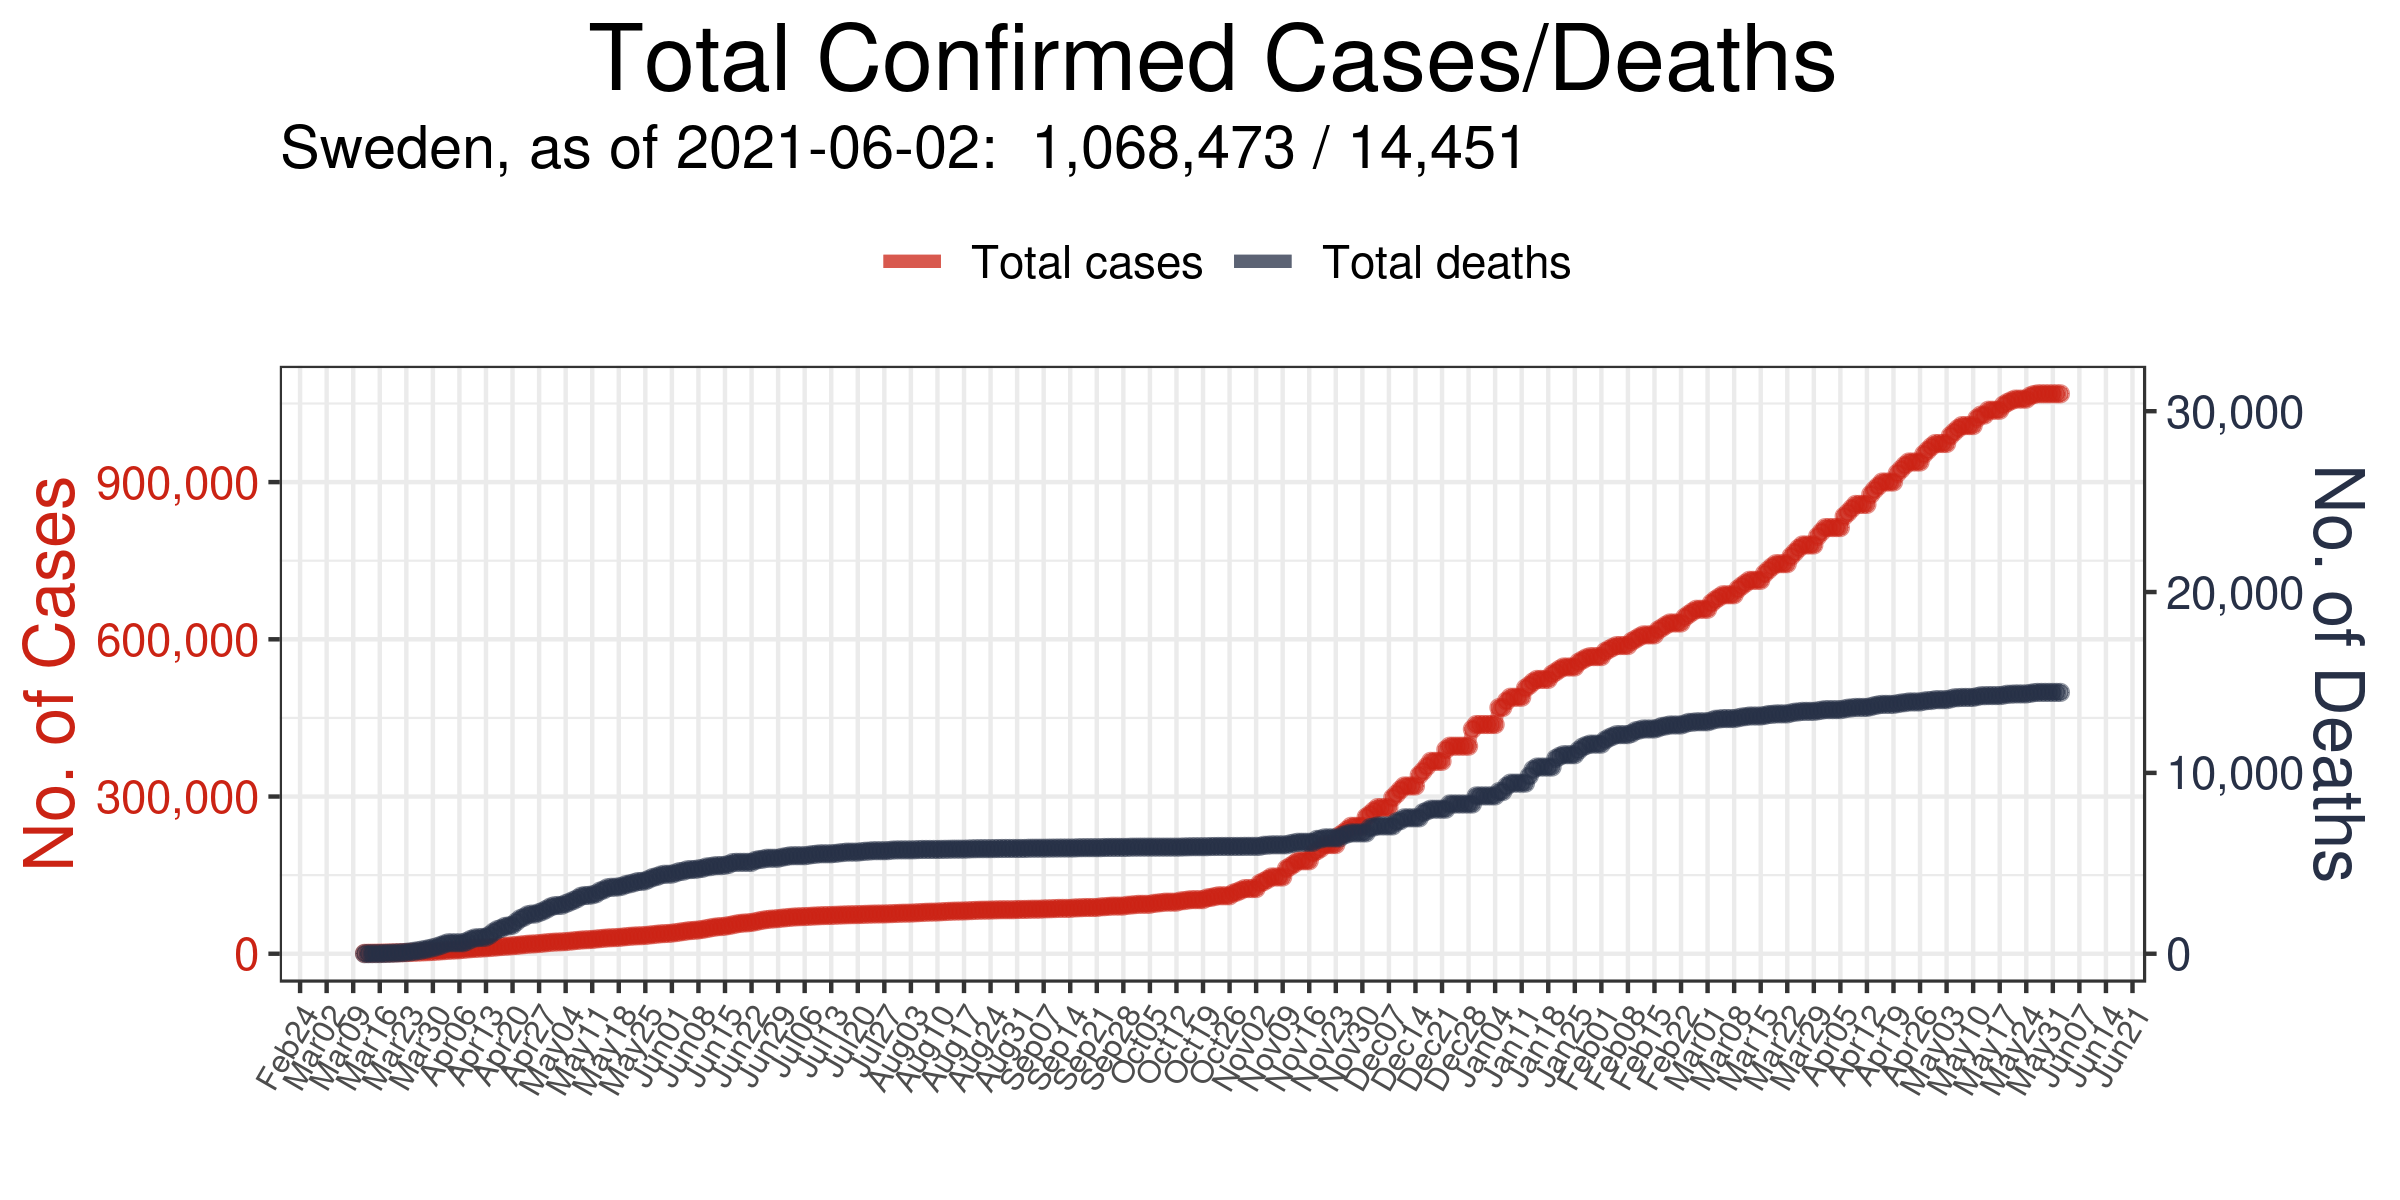 Total Confirmed Cases/Deaths
Sweden, as of 2021-06-02: 1,068,473 / 14,451
Total cases
Total deaths
No. of Cases
900,000
600,000
300,000
0
30,000
20,000
10,000
0
No. of Deaths
Feb24
Mar02
Mar09
Mar16
Mar23
Mar30
Apr06
Apr13
Apr20
Apr27
May04
May11
May18
May25
Jun01
Jun08
Jun15
Jun22
Jun29
Jul06
Jul13
Jul20
Jul27
Aug03
Aug10
Aug17
Aug24
Aug31
Sep07
Sep14
Sep21
Sep28
Oct05
Oct12
Oct19
Oct26
Nov02
Nov09
Nov16
Nov23
Nov30
Dec07
Dec14
Dec21
Dec28
Jan04
Jan11
Jan18
Jan25
Feb01
Feb08
Feb15
Feb22
Mar01
Mar08
Mar15
Mar22
Mar29
Apr05
Apr12
Apr19
Apr26
May03
May10
May17
May24
May31
Jun07
Jun14
Jun21